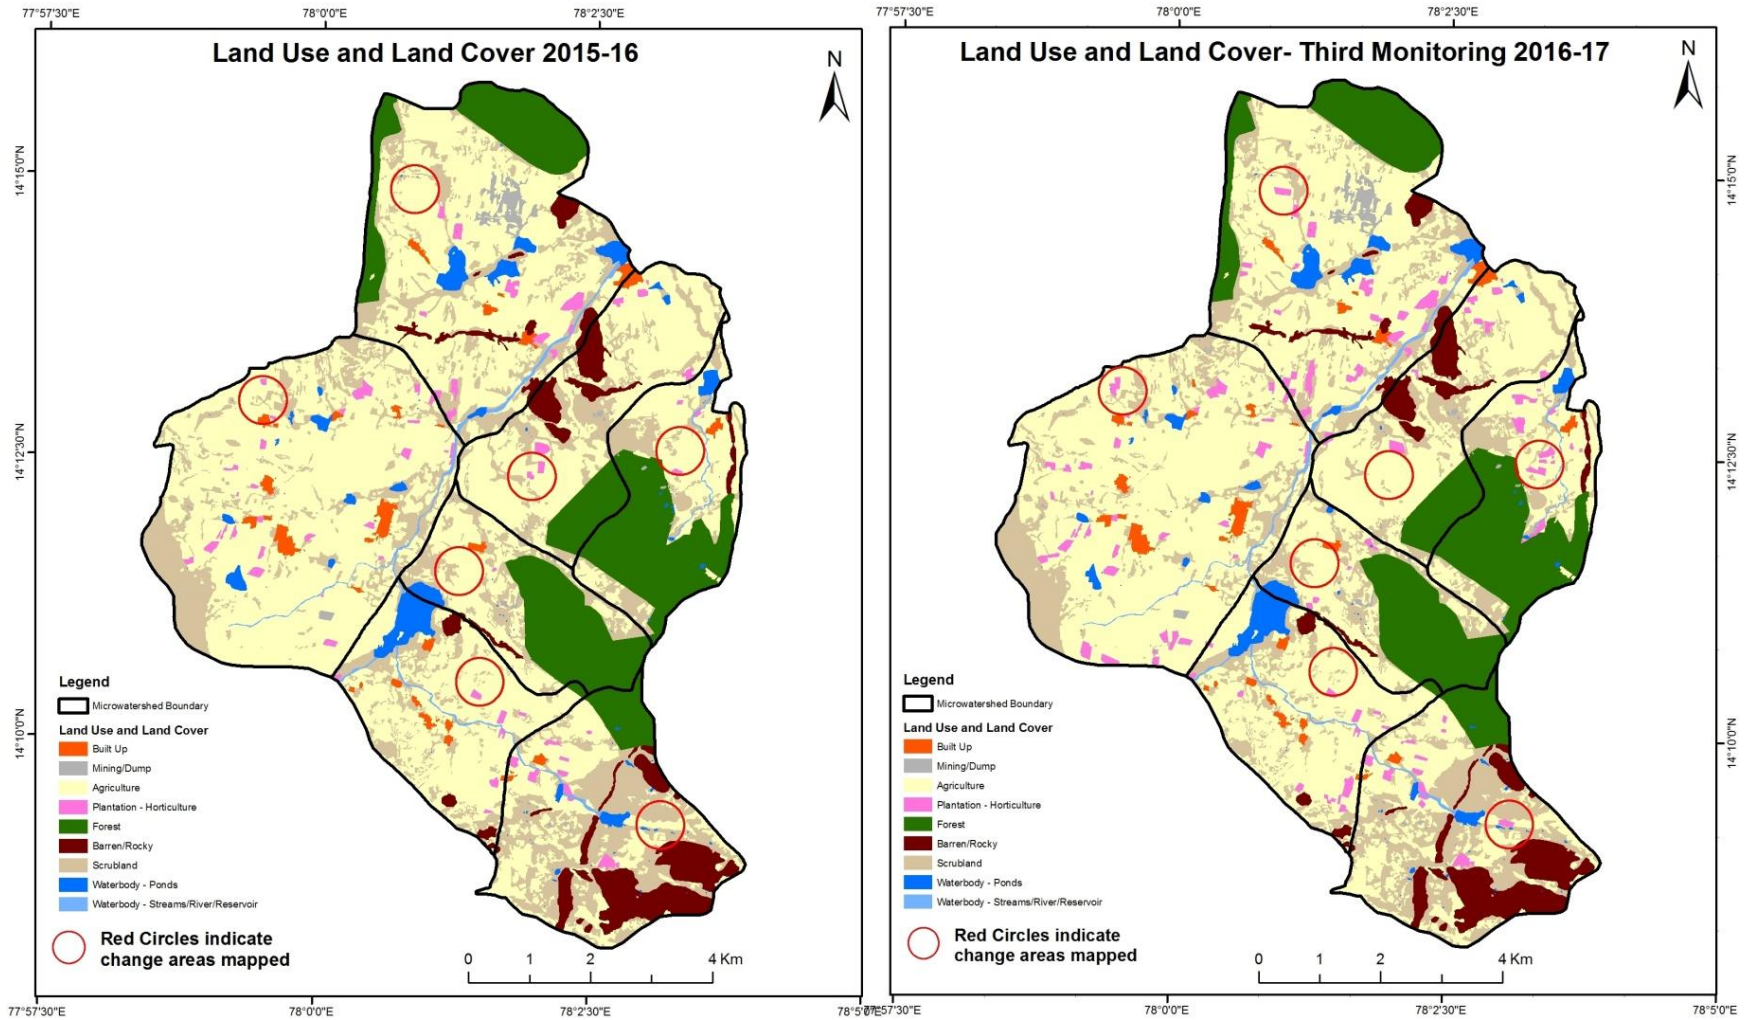 77°57'30"E 78°0'0"E 78°2'30"E
Land Use and Land Cover 2015-16
N
14°15'0"N
14°12'30"N
14°10'0"N
Legend
Microwatershed Boundary
Land Use and Land Cover
Built Up
Mining/Dump
Agriculture
Plantation - Horticulture
Forest
Barren/Rocky
Scrubland
Waterbody - Ponds
Waterbody - Streams/River/Reservoir
Red Circles indicate
change areas mapped
0 1 2 4 Km
77°57'30"E 78°0'0"E 78°2'30"E 78°5'0"E
77°57'30"E 78°0'0"E 78°2'30"E
Land Use and Land Cover- Third Monitoring 2016-17
N
14°15'0"N
14°12'30"N
14°10'0"N
Legend
Microwatershed Boundary
Land Use and Land Cover
Built Up
Mining/Dump
Agriculture
Plantation - Horticulture
Forest
Barren/Rocky
Scrubland
Waterbody - Ponds
Waterbody - Streams/River/Reservoir
Red Circles indicate
change areas mapped
0 1 2 4 Km
77°57'30"E 78°0'0"E 78°2'30"E 78°5'0"E